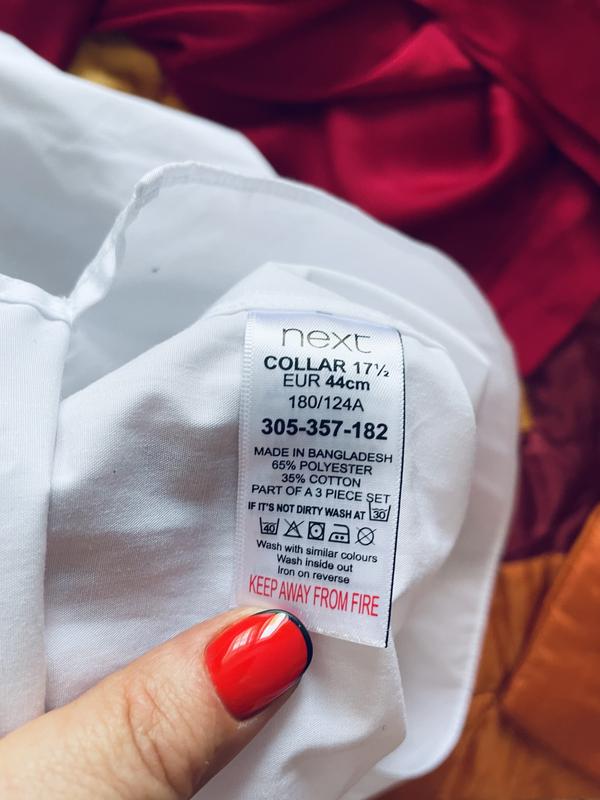 next
COLLAR 17½
EUR 44cm
180/124A
305-357-182
MADE IN BANGLADESH
65% POLYESTER
35% COTTON
PART OF A 3 PIECE SET
IF IT'S NOT DIRTY WASH AT 30
40
Wash with similar colours
Wash inside out
Iron on reverse
KEEP AWAY FROM FIRE